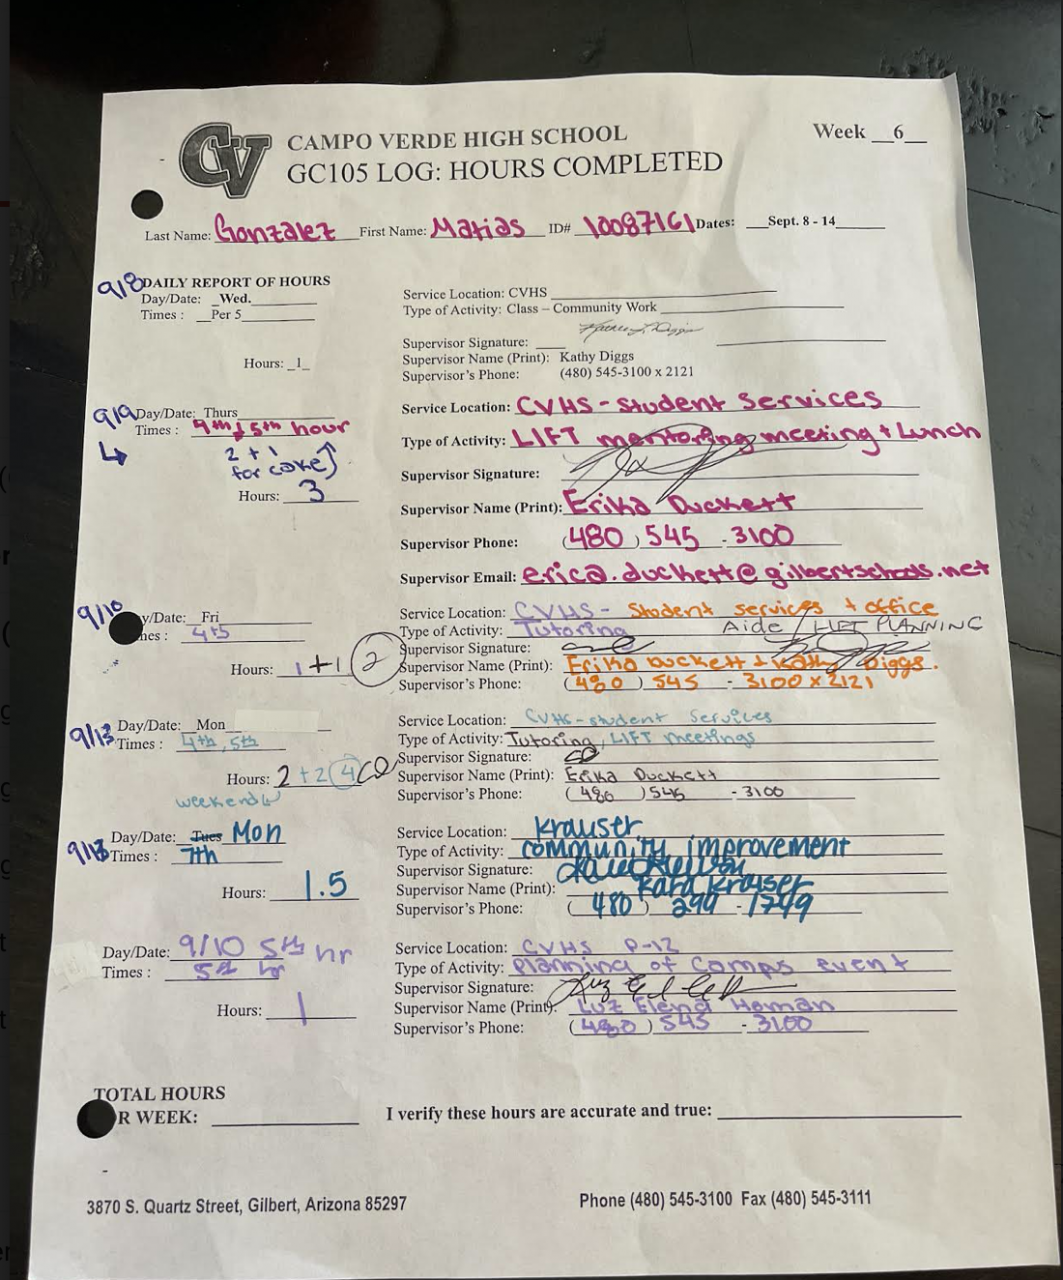 CV
CAMPO VERDE HIGH SCHOOL
GC105 LOG: HOURS COMPLETED
Week __6_
Last Name: Gonzalez First Name: Matias ID# 10087161 Dates: ___Sept. 8 - 14______
9/8 DAILY REPORT OF HOURS
Day/Date: _Wed.________
Times : __Per 5_________
Hours: _1_
Service Location: CVHS
Type of Activity: Class – Community Work
Supervisor Signature:
Supervisor Name (Print): Kathy Diggs
Supervisor's Phone: (480) 545-3100 x 2121
9/9 Day/Date: Thurs
Times : 4th, 5th hour
2 + 1
for cake
Hours: 3
Service Location: CVHS - Student Services
Type of Activity: LIFT mentoring meeting + Lunch
Supervisor Signature:
Supervisor Name (Print): Erika Duckett
Supervisor Phone: (480) 545 - 3100
Supervisor Email: erica.duckett@gilbertschools.net
9/10 y/Date: Fri
nes : 4+5
Hours: 1+1 2
Service Location: CVHS - Student services + office
Type of Activity: Tutoring Aide / LIFT PLANNING
Supervisor Signature:
Supervisor Name (Print): Erika Duckett + Kathy Diggs.
Supervisor's Phone: (480) 545 - 3100 x 2121
9/13 Day/Date: Mon
Times : 4th, 5th
Hours: 2 + 2 4
weekend
Service Location: CVHS - student Services
Type of Activity: Tutoring, LIFT meetings
Supervisor Signature:
Supervisor Name (Print): Erika Duckett
Supervisor's Phone: (480) 545 - 3100
9/13 Day/Date: Tues Mon
Times : 7th
Hours: 1.5
Service Location: Krauser
Type of Activity: community improvement
Supervisor Signature:
Supervisor Name (Print): Kara Krauser
Supervisor's Phone: (480) 299 - 1749
Day/Date: 9/10 5th hr
Times : 5th hr
Hours: 1
Service Location: CVHS P-12
Type of Activity: Planning of Camps event
Supervisor Signature:
Supervisor Name (Print): Luz Elena Homan
Supervisor's Phone: (480) 545 - 3100
TOTAL HOURS
R WEEK:
I verify these hours are accurate and true:
3870 S. Quartz Street, Gilbert, Arizona 85297
Phone (480) 545-3100 Fax (480) 545-3111